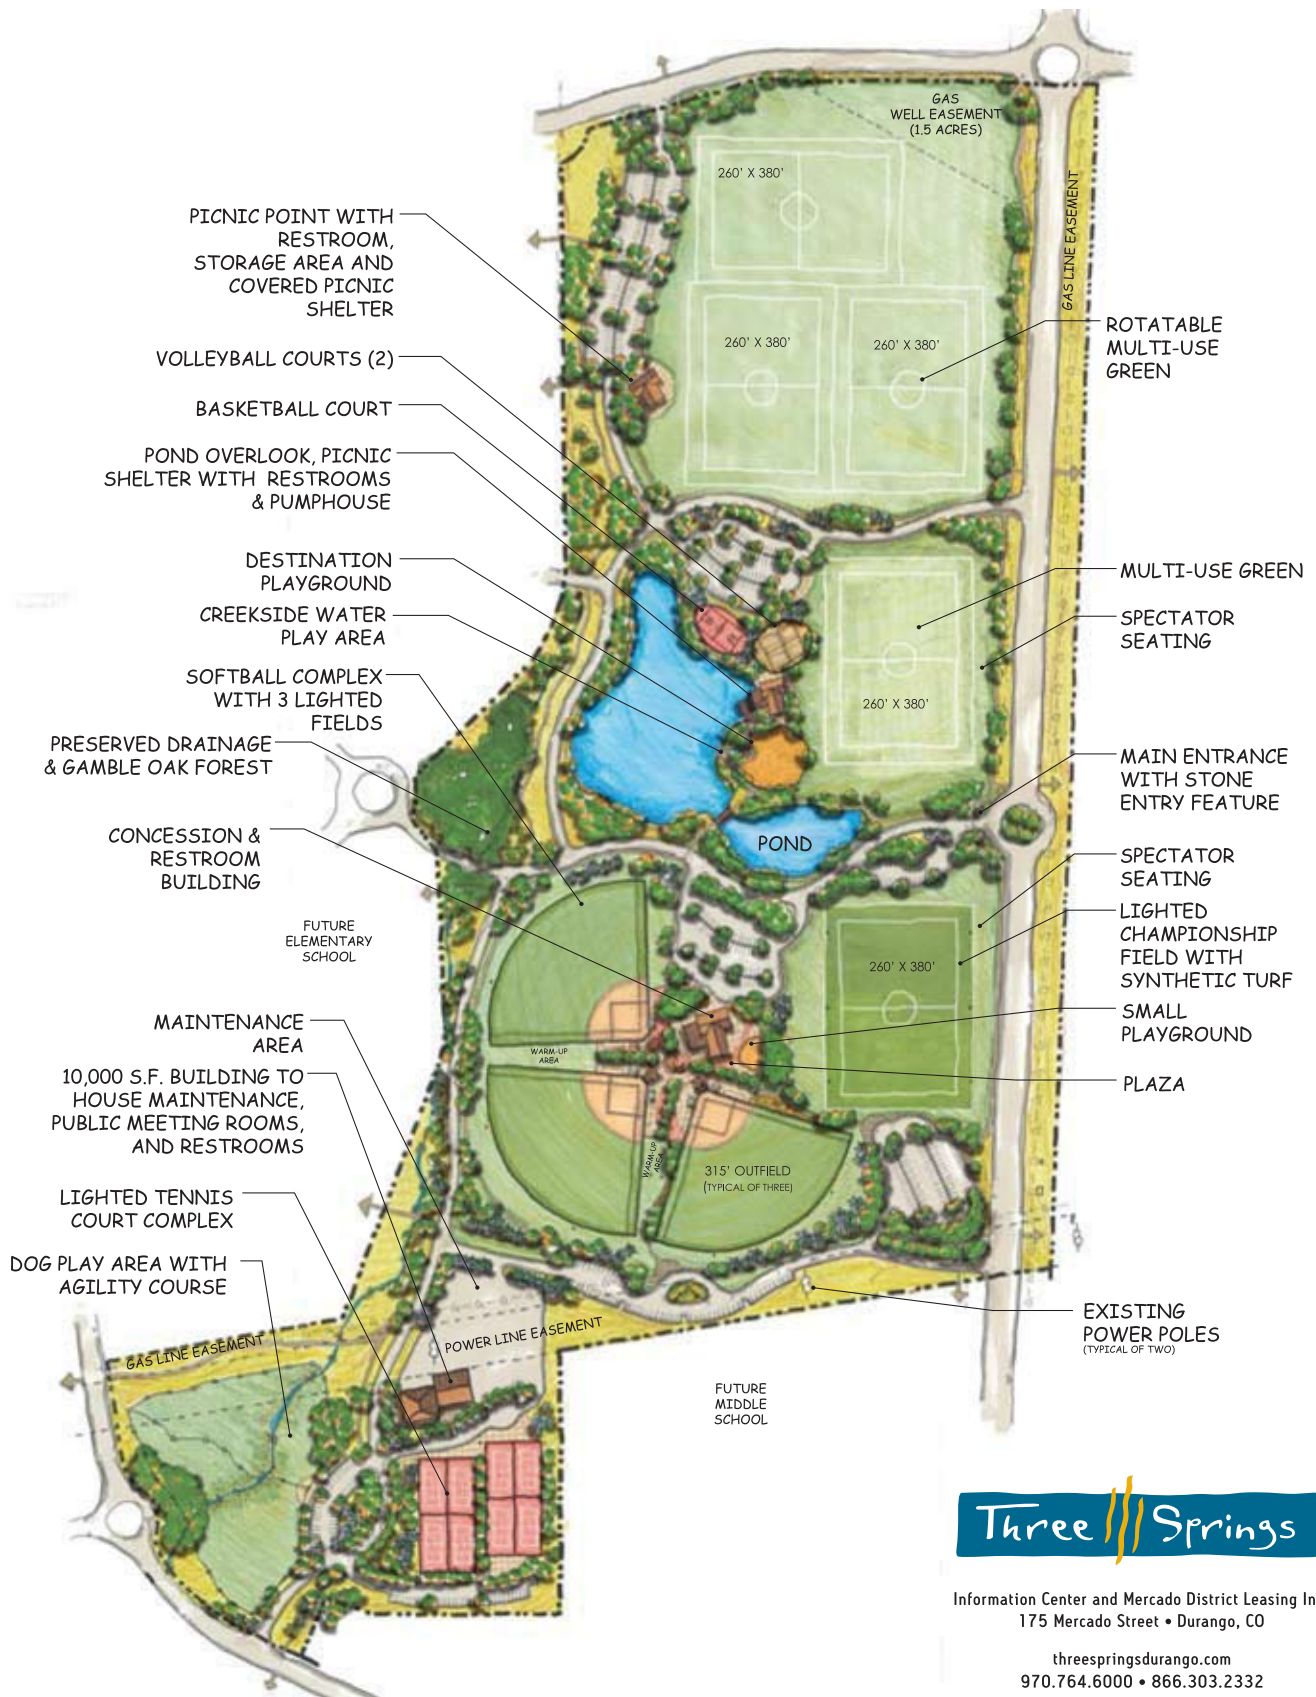 GAS
WELL EASEMENT
(1.5 ACRES)
260' X 380'
GAS LINE EASEMENT
PICNIC POINT WITH
RESTROOM,
STORAGE AREA AND
COVERED PICNIC
SHELTER
VOLLEYBALL COURTS (2)
BASKETBALL COURT
POND OVERLOOK, PICNIC
SHELTER WITH RESTROOMS
& PUMPHOUSE
DESTINATION
PLAYGROUND
CREEKSIDE WATER
PLAY AREA
SOFTBALL COMPLEX
WITH 3 LIGHTED
FIELDS
PRESERVED DRAINAGE
& GAMBLE OAK FOREST
CONCESSION &
RESTROOM
BUILDING
FUTURE
ELEMENTARY
SCHOOL
MAINTENANCE
AREA
10,000 S.F. BUILDING TO
HOUSE MAINTENANCE,
PUBLIC MEETING ROOMS,
AND RESTROOMS
LIGHTED TENNIS
COURT COMPLEX
DOG PLAY AREA WITH
AGILITY COURSE
GAS LINE EASEMENT
POWER LINE EASEMENT
260' X 380'
260' X 380'
260' X 380'
POND
260' X 380'
WARM-UP
AREA
WARM-UP
AREA
315' OUTFIELD
(TYPICAL OF THREE)
ROTATABLE
MULTI-USE
GREEN
MULTI-USE GREEN
SPECTATOR
SEATING
MAIN ENTRANCE
WITH STONE
ENTRY FEATURE
SPECTATOR
SEATING
LIGHTED
CHAMPIONSHIP
FIELD WITH
SYNTHETIC TURF
SMALL
PLAYGROUND
PLAZA
EXISTING
POWER POLES
(TYPICAL OF TWO)
FUTURE
MIDDLE
SCHOOL
Three Springs
Information Center and Mercado District Leasing In
175 Mercado Street • Durango, CO
threespringsdurango.com
970.764.6000 • 866.303.2332